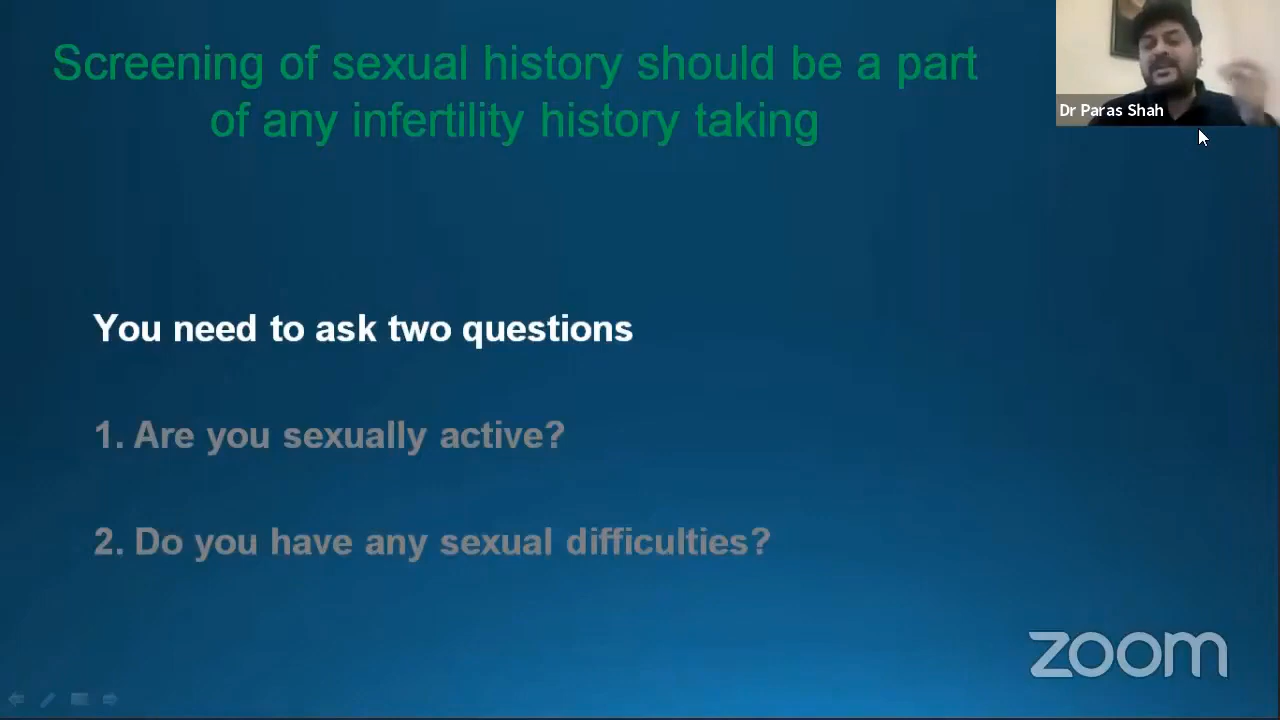 Screening of sexual history should be a part
of any infertility history taking
Dr Paras Shah
You need to ask two questions
1. Are you sexually active?
2. Do you have any sexual difficulties?
zoom